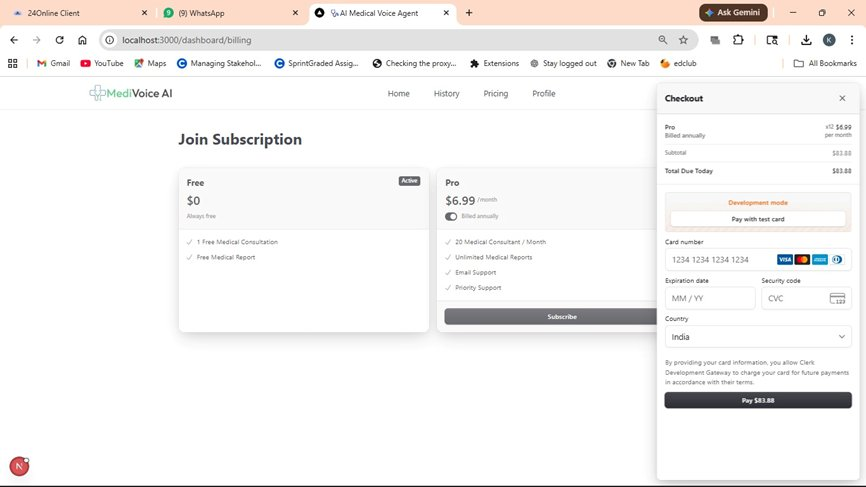 24Online Client
(9) WhatsApp
AI Medical Voice Agent
Ask Gemini
localhost:3000/dashboard/billing
K
Gmail
YouTube
Maps
Managing Stakehol...
SprintGraded Assig...
Checking the proxy...
Extensions
Stay logged out
New Tab
edclub
All Bookmarks
MediVoice AI
Home
History
Pricing
Profile
Join Subscription
Free
Active
$0
Always free
1 Free Medical Consultation
Free Medical Report
Pro
$6.99 /month
Billed annually
20 Medical Consultant / Month
Unlimited Medical Reports
Email Support
Priority Support
Subscribe
Checkout
Pro
x12 $6.99
Billed annually
per month
Subtotal
$83.88
Total Due Today
$83.88
Development mode
Pay with test card
Card number
1234 1234 1234 1234
VISA
Expiration date
Security code
MM / YY
CVC
Country
India
By providing your card information, you allow Clerk
Development Gateway to charge your card for future payments
in accordance with their terms.
Pay $83.88
N